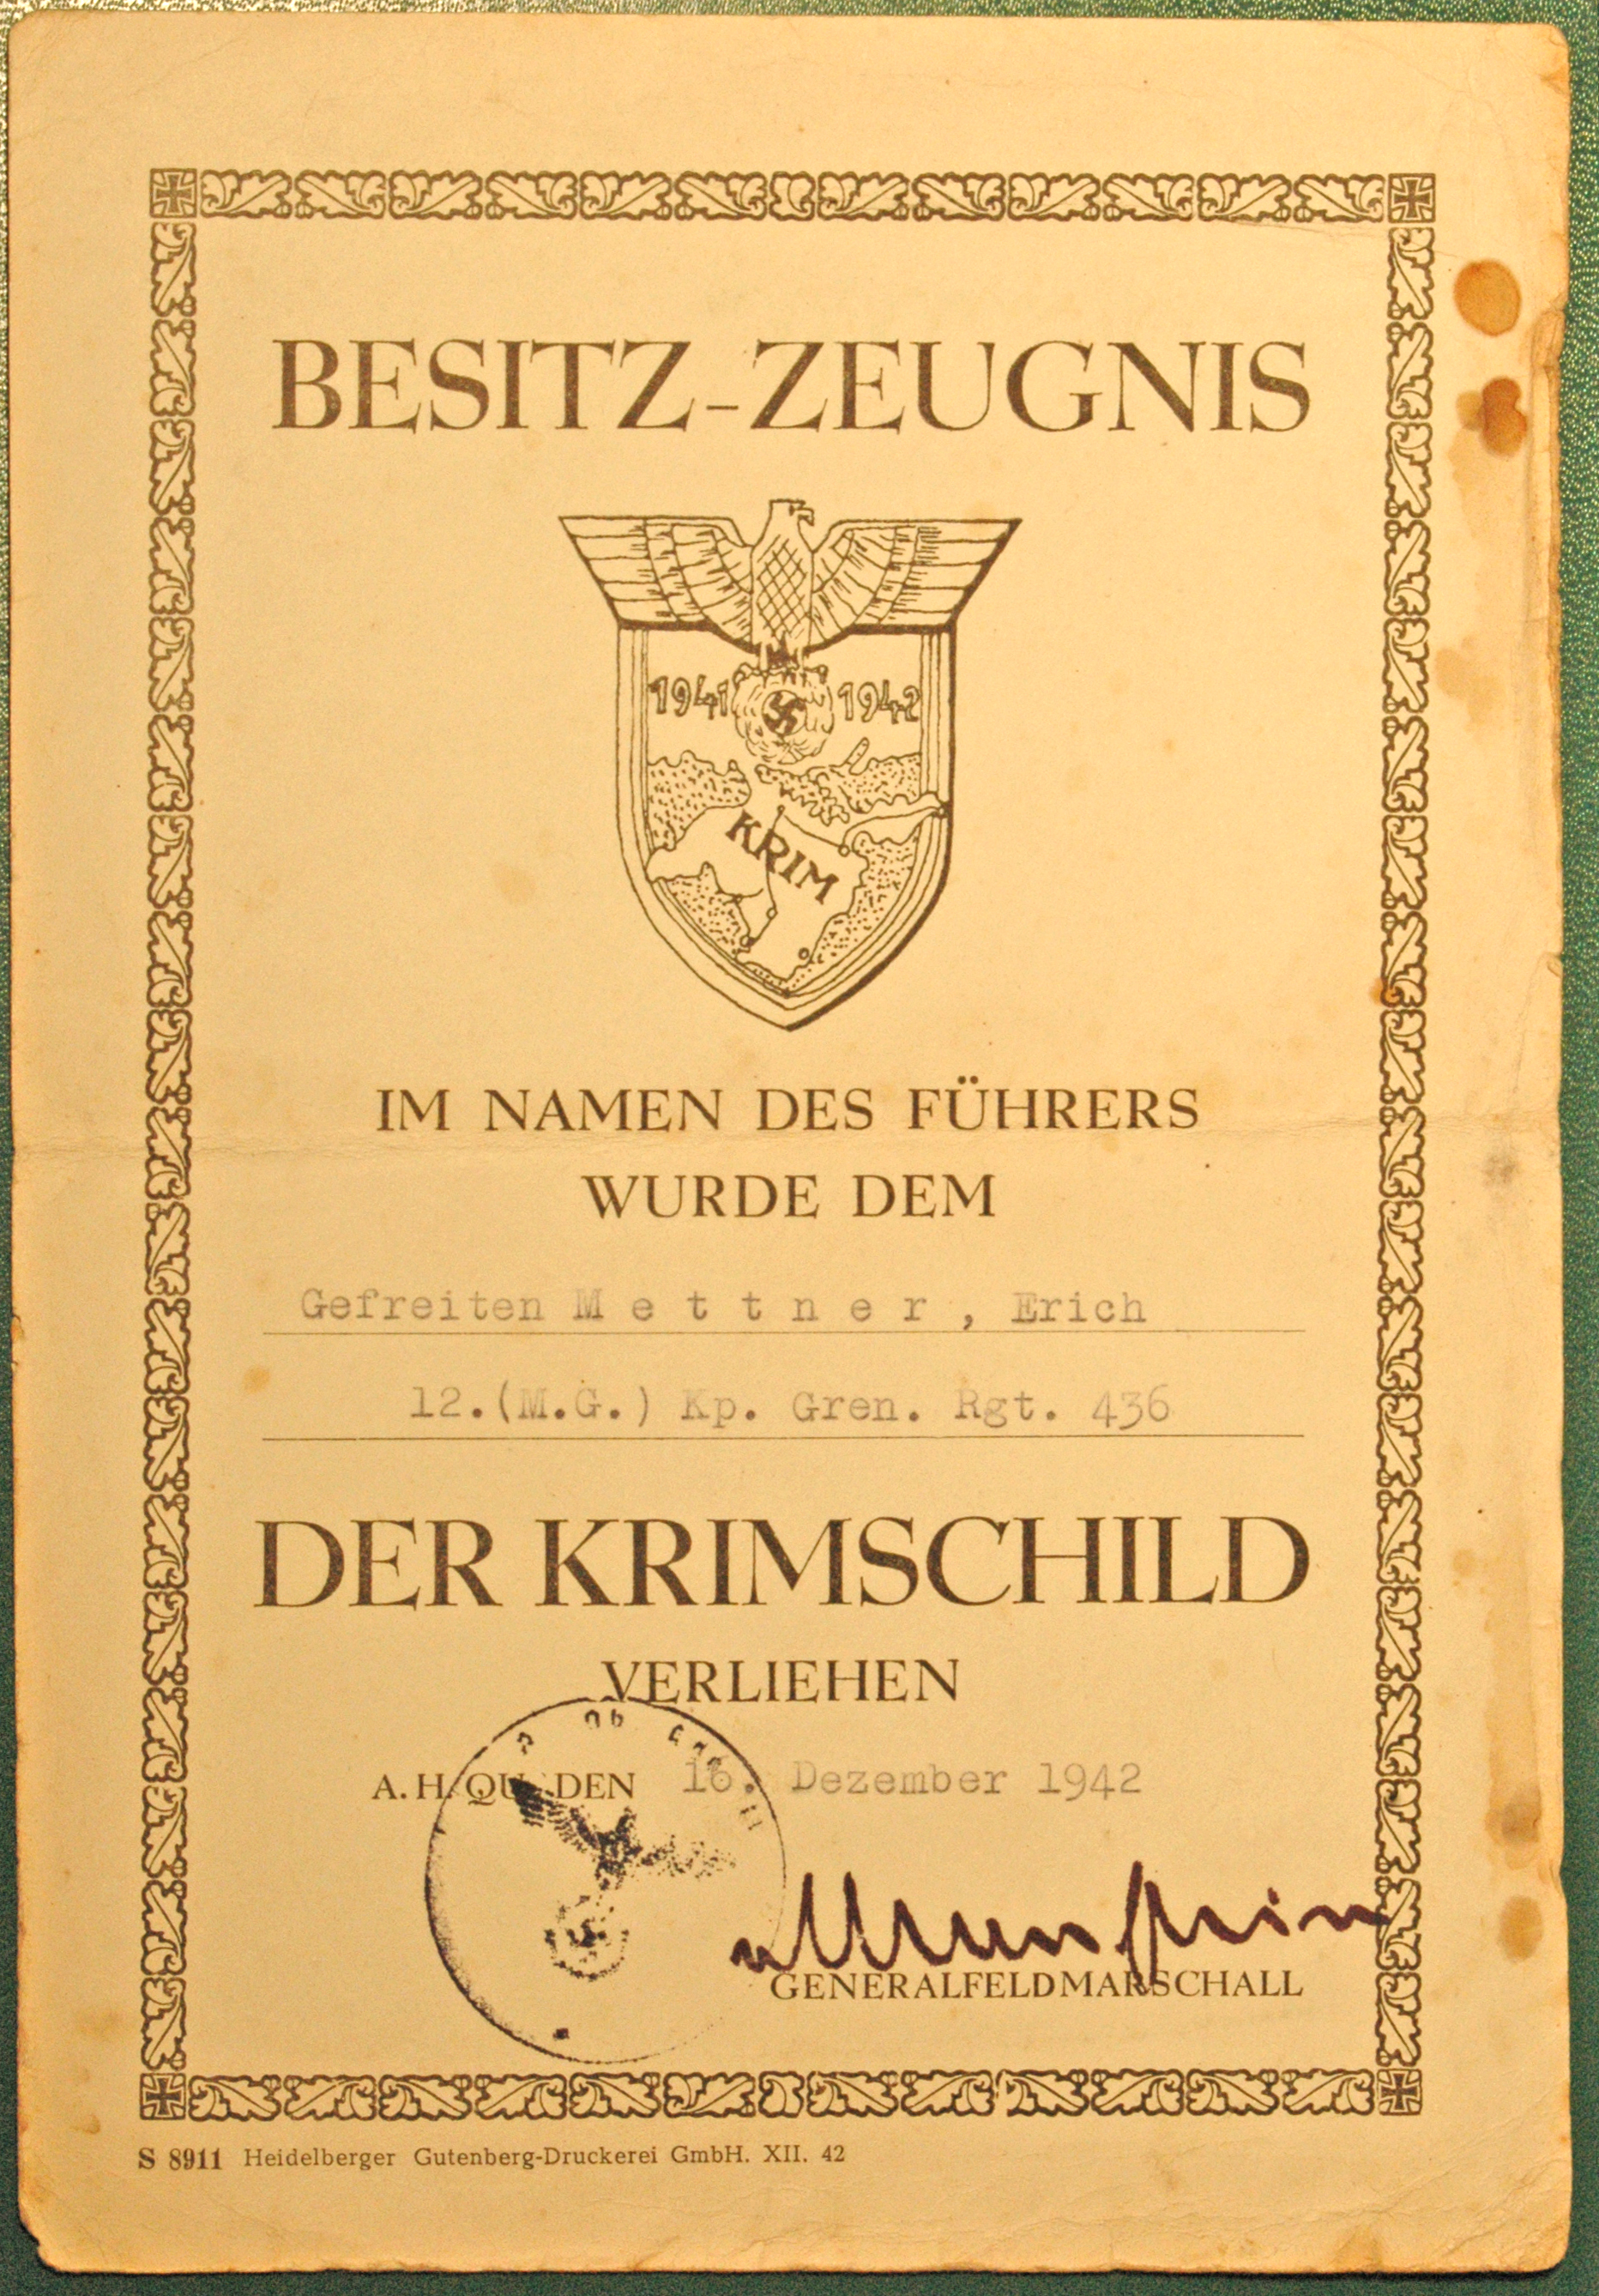 BESITZ-ZEUGNIS
1941 1942
KRIM
IM NAMEN DES FÜHRERS
WURDE DEM
Gefreiten M e t t n e r , Erich
12.(M.G.) Kp. Gren. Rgt. 436
DER KRIMSCHILD
VERLIEHEN
A. H. QU. DEN 16. Dezember 1942
GENERALFELDMARSCHALL
S 8911 Heidelberger Gutenberg-Druckerei GmbH. XII. 42